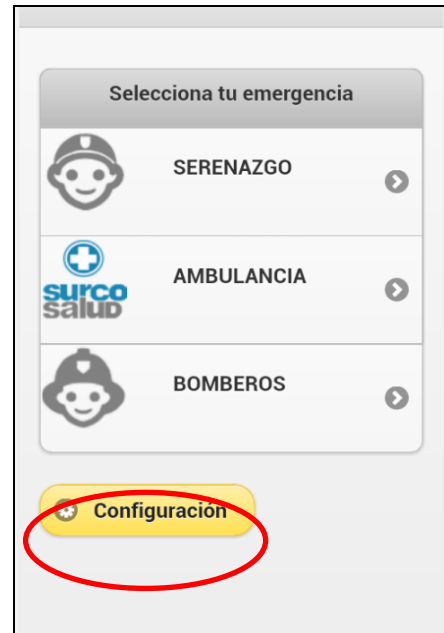 Selecciona tu emergencia
SERENAZGO
surco
salud
AMBULANCIA
BOMBEROS
Configuración